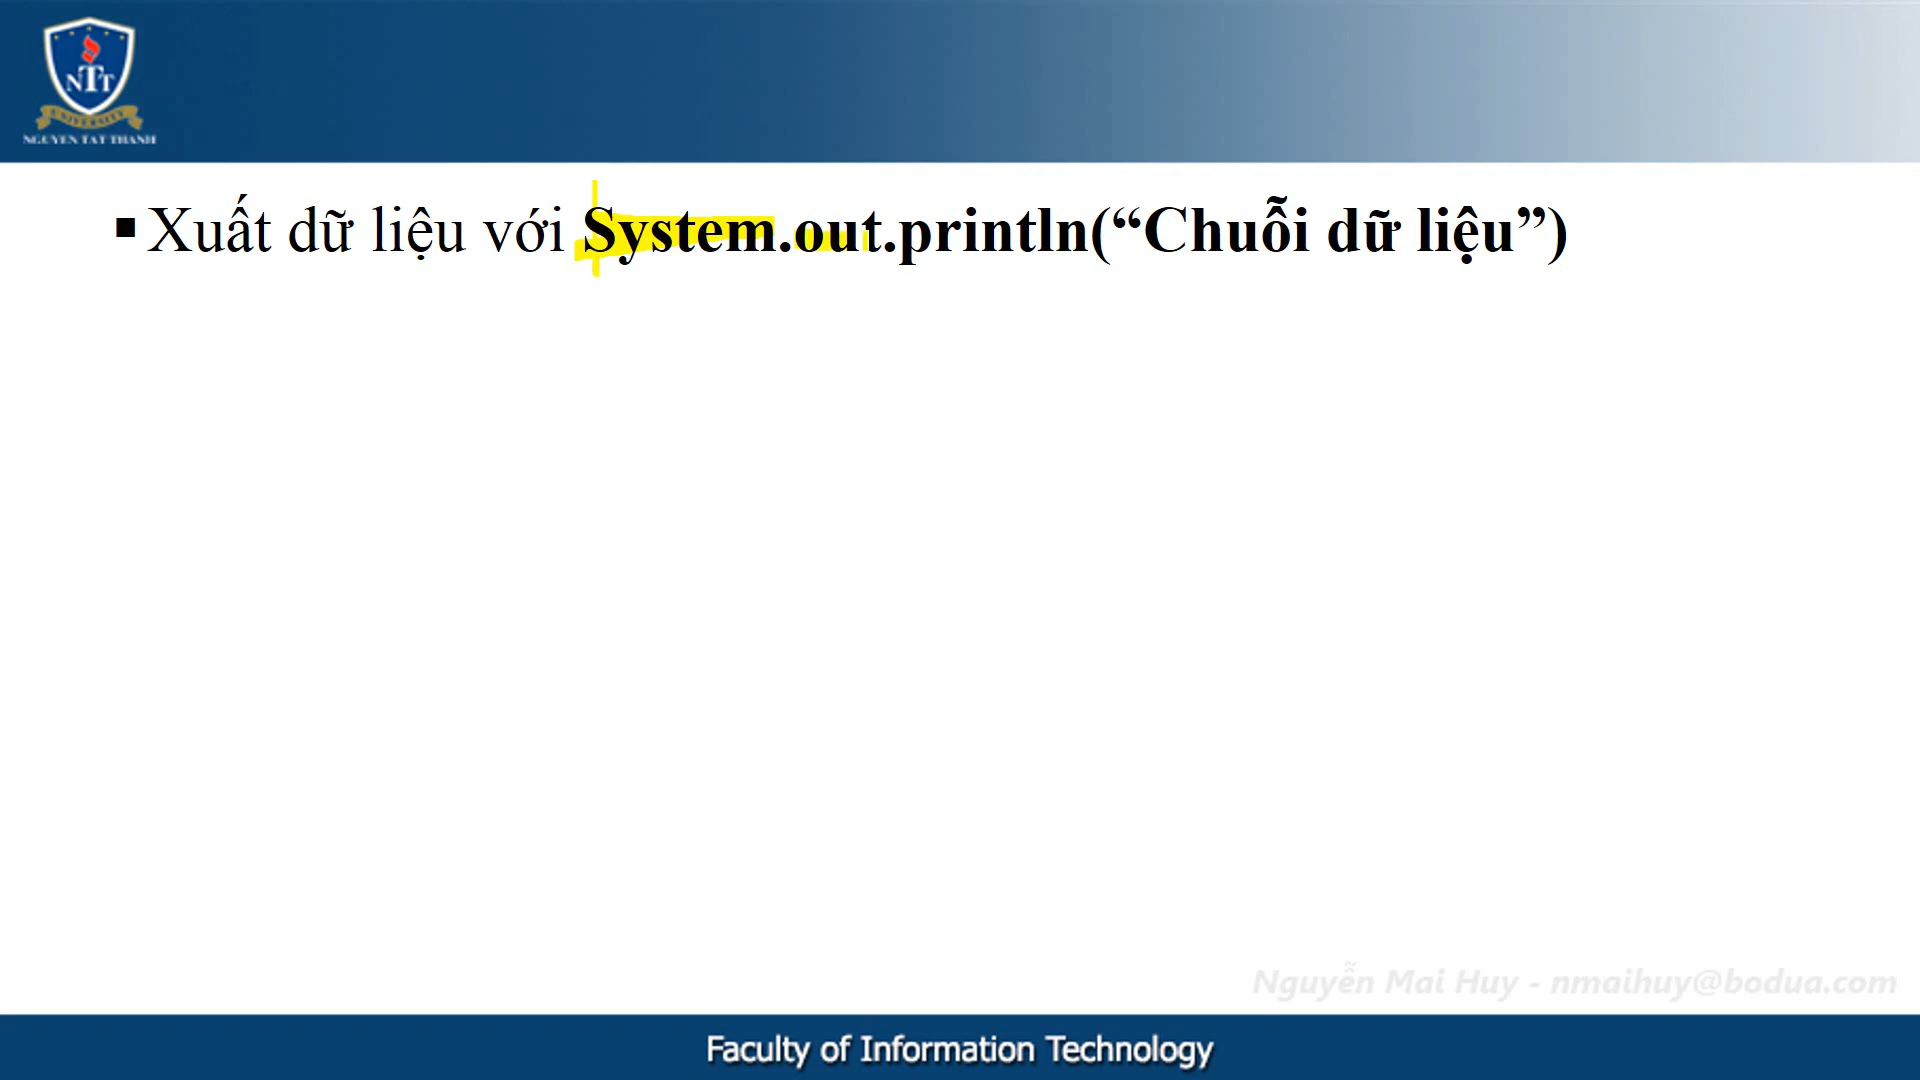 NTT
UNIVERSITY
NGUYEN TAT THANH
▪ Xuất dữ liệu với System.out.println(“Chuỗi dữ liệu”)
Nguyễn Mai Huy - nmaihuy@bodua.com
Faculty of Information Technology